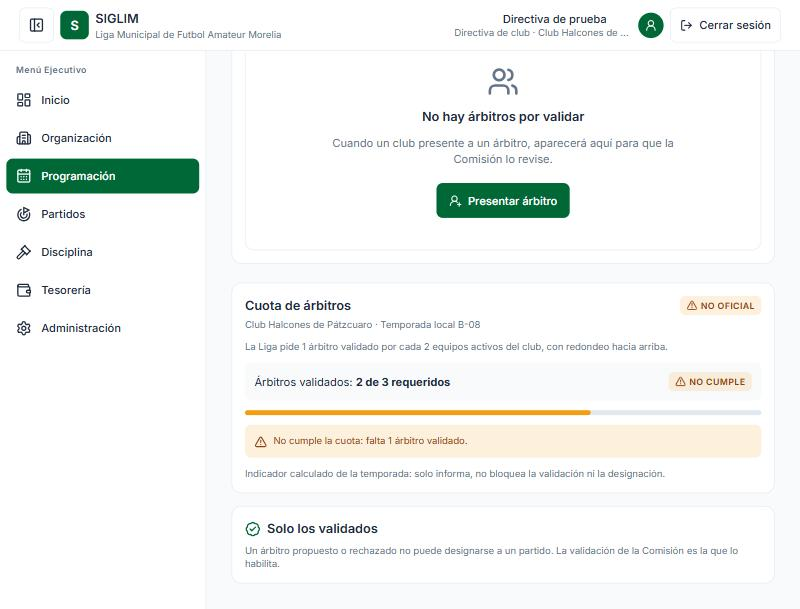 S
SIGLIM
Liga Municipal de Futbol Amateur Morelia
Directiva de prueba
Directiva de club · Club Halcones de ...
Cerrar sesión
Menú Ejecutivo
Inicio
Organización
Programación
Partidos
Disciplina
Tesorería
Administración
No hay árbitros por validar
Cuando un club presente a un árbitro, aparecerá aquí para que la
Comisión lo revise.
Presentar árbitro
Cuota de árbitros
NO OFICIAL
Club Halcones de Pátzcuaro · Temporada local B-08
La Liga pide 1 árbitro validado por cada 2 equipos activos del club, con redondeo hacia arriba.
Árbitros validados: 2 de 3 requeridos
NO CUMPLE
No cumple la cuota: falta 1 árbitro validado.
Indicador calculado de la temporada: solo informa, no bloquea la validación ni la designación.
Solo los validados
Un árbitro propuesto o rechazado no puede designarse a un partido. La validación de la Comisión es la que lo
habilita.